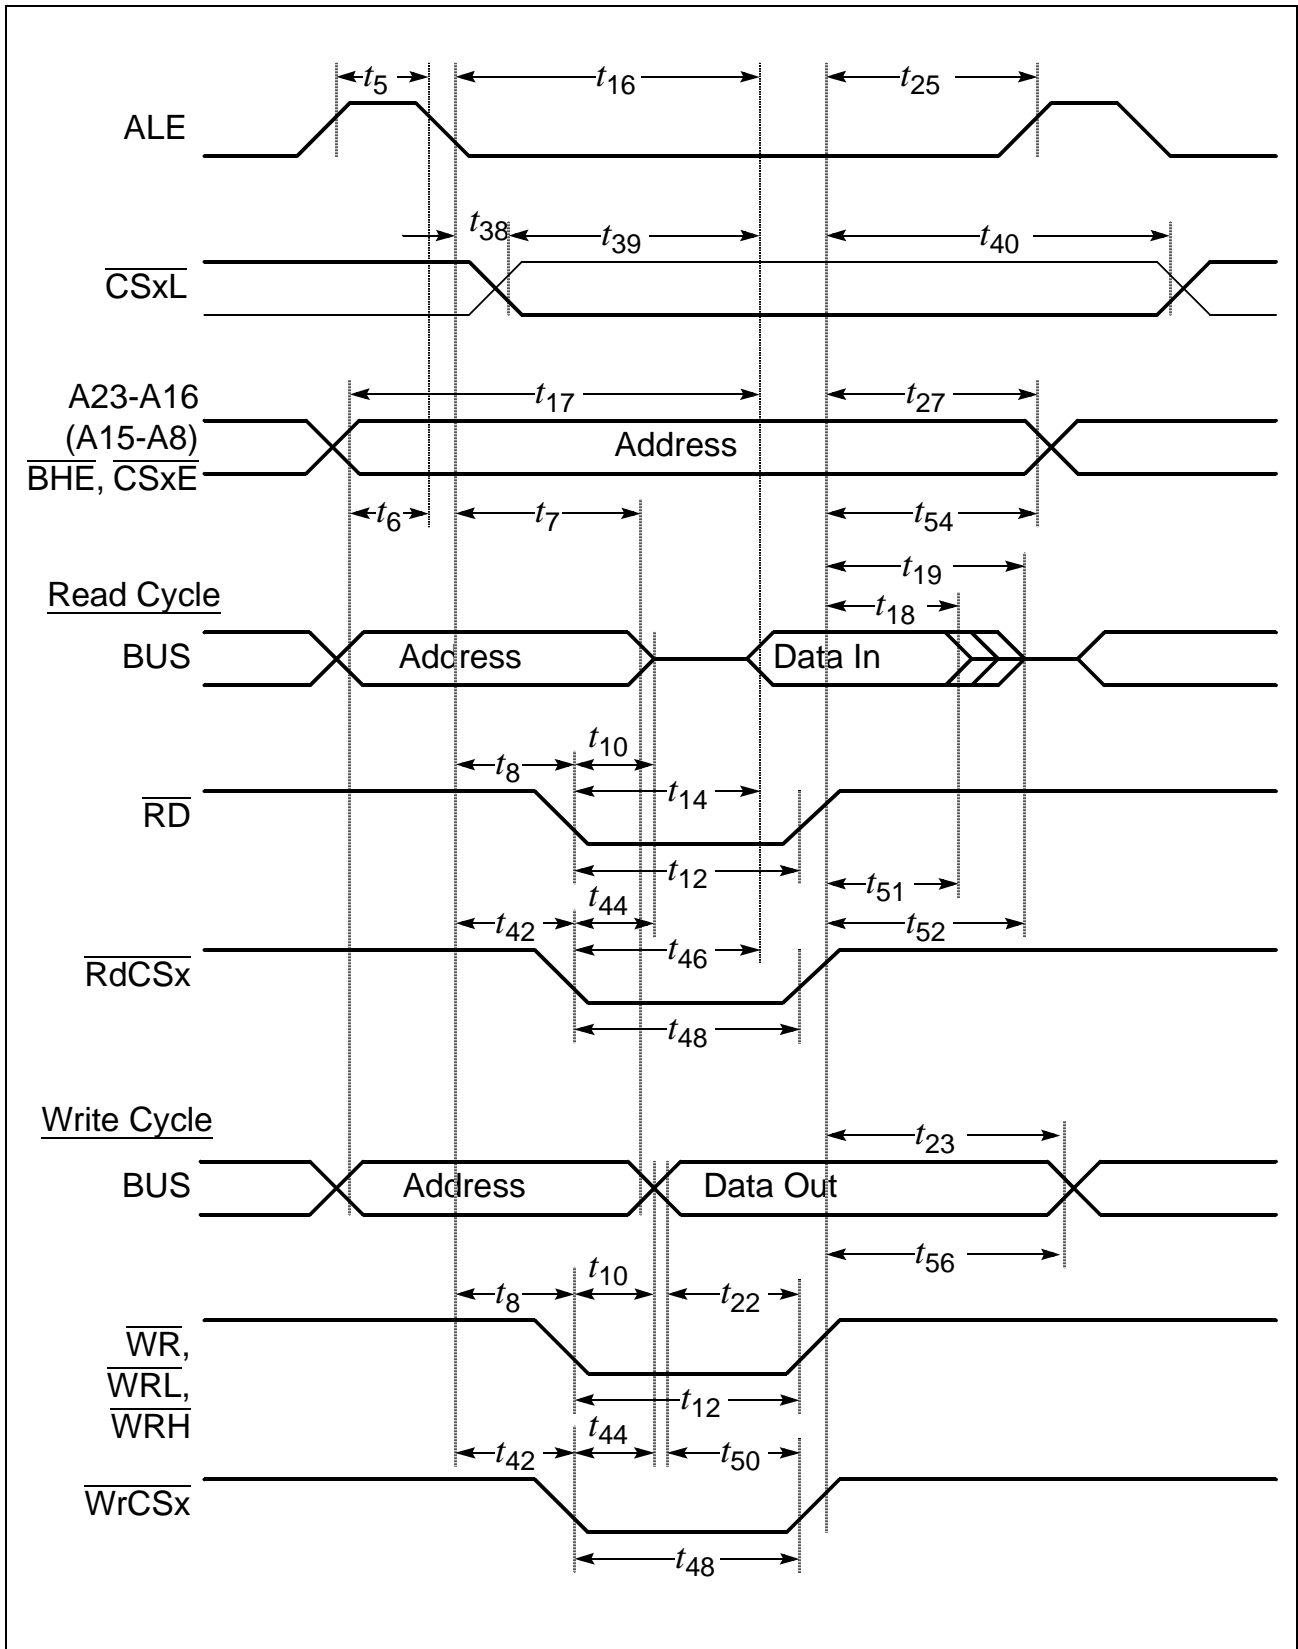 t5
t16
t25
ALE
t38
t39
t40
CSxL
A23-A16
(A15-A8)
BHE, CSxE
t17
t27
Address
t6
t7
t54
t19
t18
Read Cycle
BUS
Address
Data In
t10
t8
t14
RD
t12
t51
t44
t42
t46
t52
RdCSx
t48
Write Cycle
t23
BUS
Address
Data Out
t56
t10
t8
t22
WR,
WRL,
WRH
t12
t44
t42
t50
WrCSx
t48